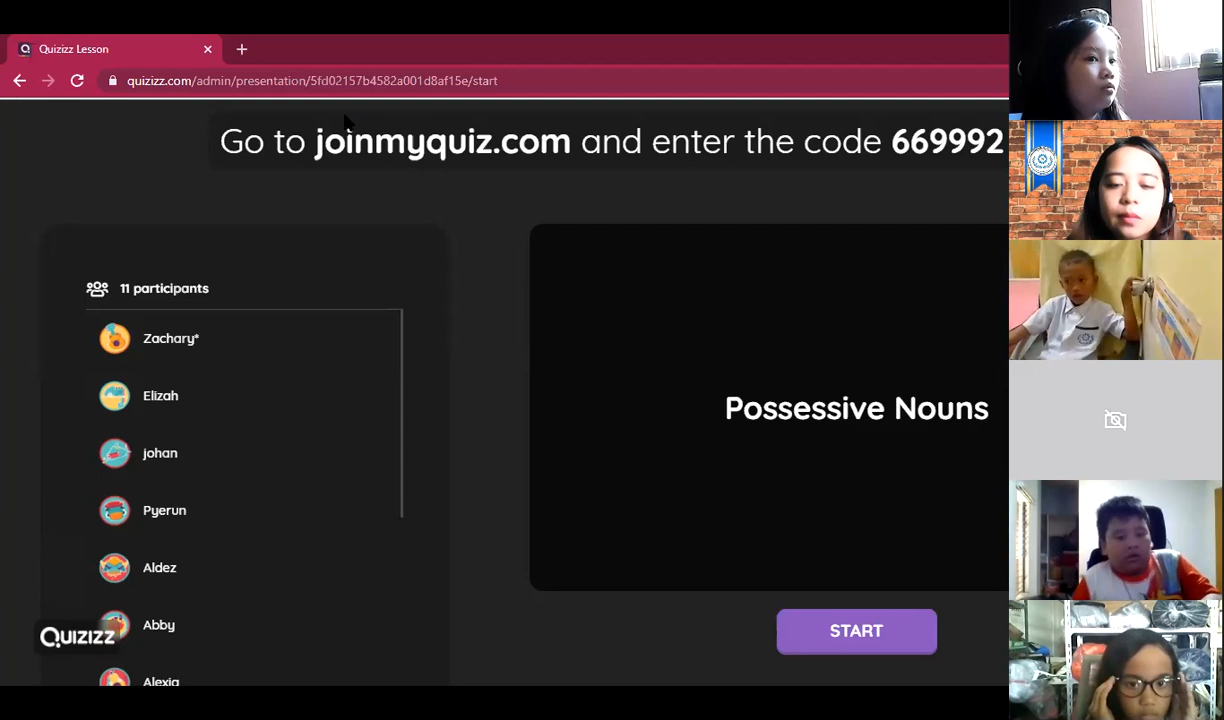 Quizizz Lesson
quizizz.com/admin/presentation/5fd02157b4582a001d8af15e/start
Go to joinmyquiz.com and enter the code 669992
11 participants
Zachary*
Elizah
johan
Pyerun
Aldez
Abby
Alexia
Quizizz
Possessive Nouns
START